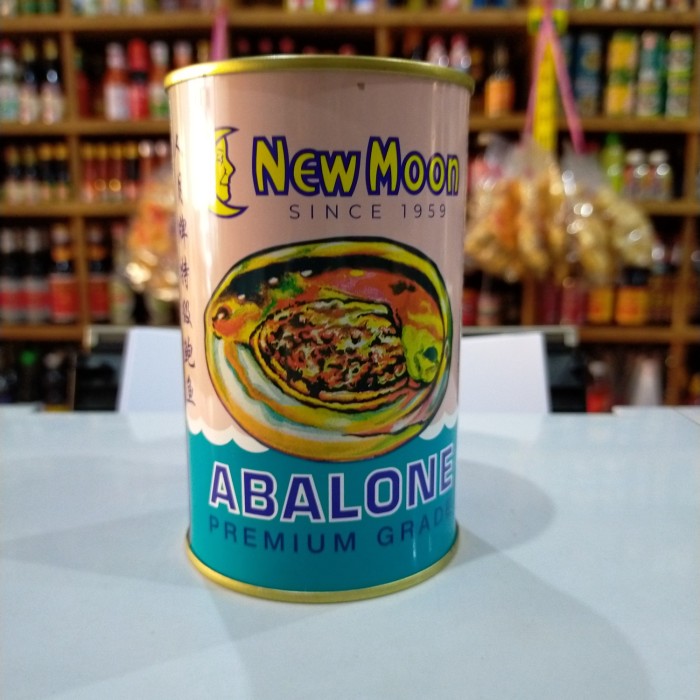 New Moon
SINCE 1959
ABALONE
PREMIUM GRADE